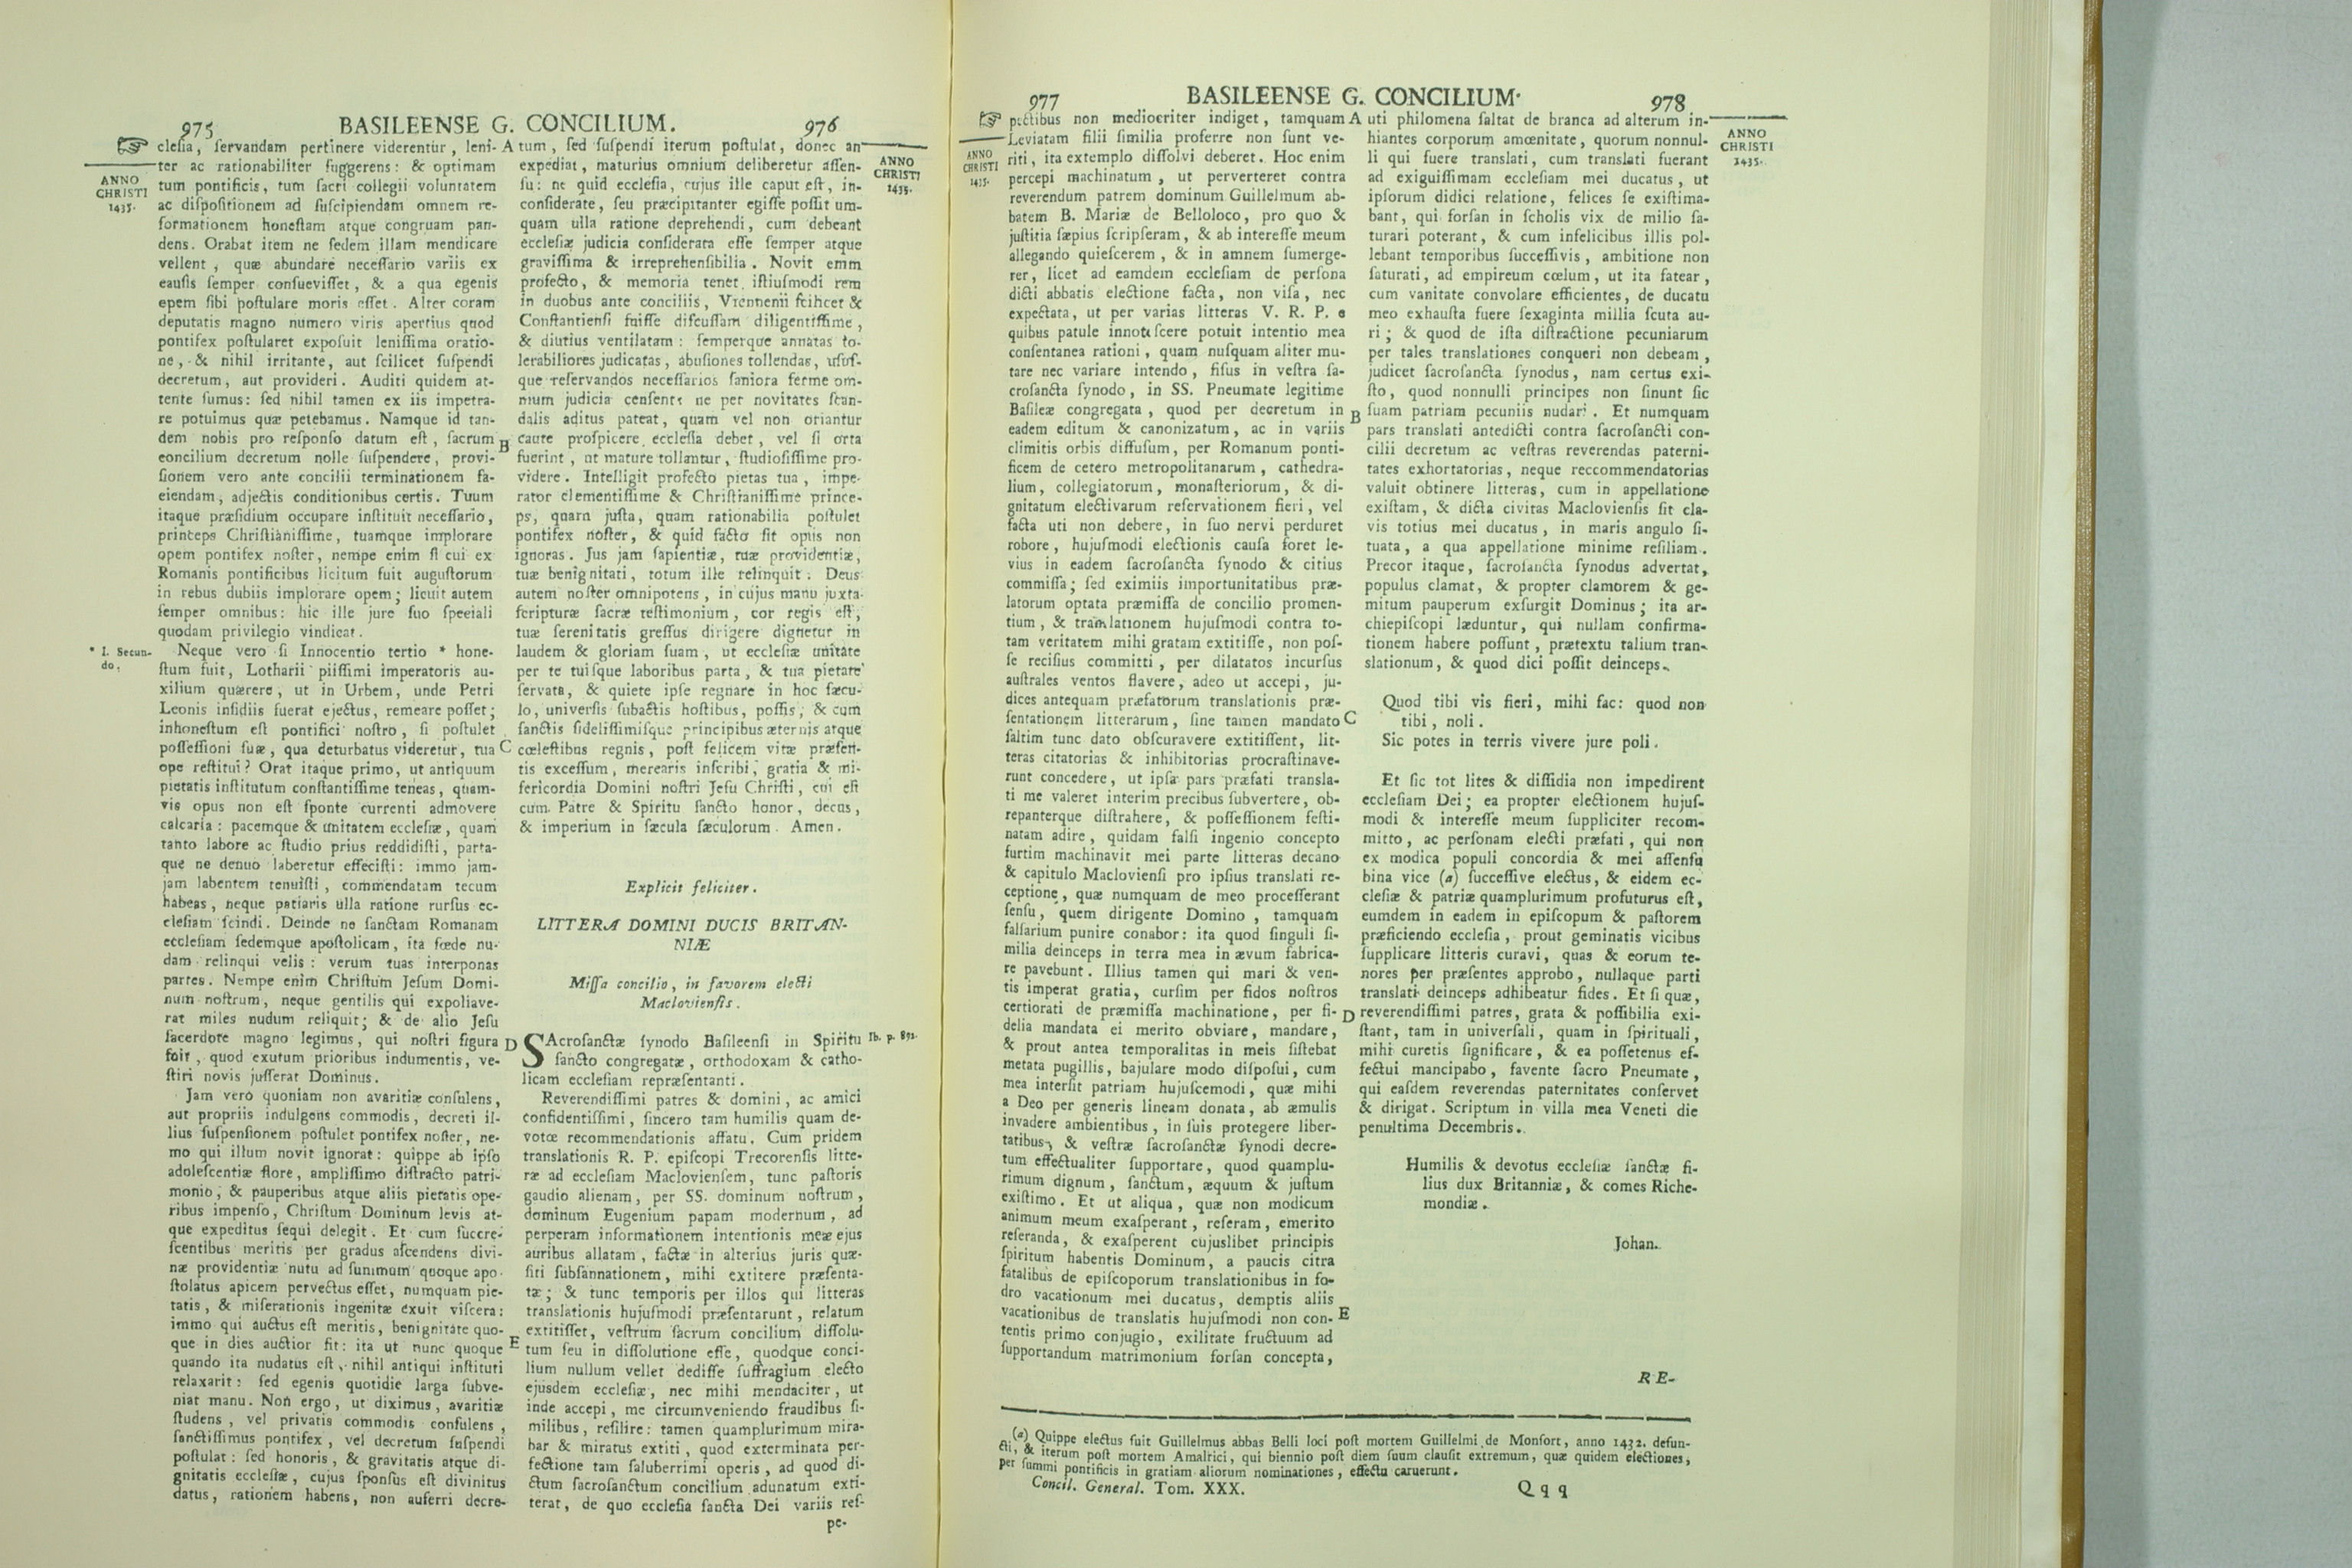 975 BASILEENSE G. CONCILIUM. 976
ANNO
CHRISTI
1435.
clesia, servandam pertinere viderentur, leni-
ter ac rationabiliter suggerens: & optimam
tum pontificis, tum sacri collegii voluntatem
ac dispositionem ad suscipiendam omnem re-
formationem honestam atque congruam pan-
dens. Orabat item ne sedem illam mendicare
vellent, quæ abundare necessario variis ex
causis semper consuevisset, & a qua egenis
epem sibi postulare moris esset. Alter coram
deputatis magno numero viris apertius quod
pontifex postularet exposuit lenissima oratio-
ne, & nihil irritante, aut scilicet suspendi
decretum, aut provideri. Auditi quidem at-
tente sumus: sed nihil tamen ex iis impetra-
re potuimus quæ petebamus. Namque id tan-
dem nobis pro responso datum est, sacrum
concilium decretum nolle suspendere, provi-
sionem vero ante concilii terminationem fa-
ciendam, adjectis conditionibus certis. Tuum
itaque præsidium occupare instituit necessario,
princeps Christianissime, tuamque implorare
opem pontifex noster, nempe enim si cui ex
Romanis pontificibus licitum fuit augustorum
in rebus dubiis implorare opem; licuit autem
semper omnibus: hic ille jure suo speciali
quodam privilegio vindicat.
* I. Secun-
do.
Neque vero si Innocentio tertio * hone-
stum fuit, Lotharii piissimi imperatoris au-
xilium quærere, ut in Urbem, unde Petri
Leonis insidiis fuerat ejectus, remeare posset;
inhonestum est pontifici nostro, si postulet
possessioni suæ, qua deturbatus videretur, tua
ope restitui? Orat itaque primo, ut antiquum
pietatis institutum constantissime teneas, quam-
vis opus non est sponte currenti admovere
calcaria: pacemque & unitatem ecclesiæ, quam
tanto labore ac studio prius reddidisti, parta-
que ne denuo laberetur effecisti: immo jam-
jam labentem tenuisti, commendatam tecum
habeas, neque patiaris ulla ratione rursus ec-
clesiam scindi. Deinde ne sanctam Romanam
ecclesiam sedemque apostolicam, ita fœde nu-
dam relinqui velis: verum tuas interponas
partes. Nempe enim Christum Jesum Domi-
num nostrum, neque gentilis qui expoliave-
rat miles nudum reliquit; & de alio Jesu
sacerdote magno legimus, qui nostri figura
foit, quod exutum prioribus indumentis, ve-
stiri novis jusserat Dominus.
Jam vero quoniam non avaritiæ consulens,
aut propriis indulgens commodis, decreti il-
lius suspensionem postulet pontifex noster, ne-
mo qui illum novit ignorat: quippe ab ipso
adolescentiæ flore, amplissimo distracto patri-
monio, & pauperibus atque aliis pietatis ope-
ribus impenso, Christum Dominum levis at-
que expeditus sequi delegit. Et cum succre-
scentibus meritis per gradus ascendens divi-
næ providentiæ nutu ad summum quoque apo-
stolatus apicem pervectus esset, numquam pie-
tatis, & miserationis ingenitæ exuit viscera:
immo qui auctus est meritis, benignitate quo-
que in dies auctior fit: ita ut nunc quoque
quando ita nudatus est, nihil antiqui instituti
relaxarit: sed egenis quotidie larga subve-
niat manu. Non ergo, ut diximus, avaritiæ
studens, vel privatis commodis consulens,
sanctissimus pontifex, vel decretum suspendi
postulat: sed honoris, & gravitatis atque di-
gnitatis ecclesiæ, cujus sponsus est divinitus
datus, rationem habens, non auferri decre-
A
B
C
D
E
tum, sed suspendi iterum postulat, donec an
expediat, maturius omnium deliberetur assen-
su: ne quid ecclesia, cujus ille caput est, in-
considerate, seu præcipitanter egisse possit um-
quam ulla ratione deprehendi, cum debeant
ecclesiæ judicia considerata esse semper atque
gravissima & irreprehensibilia. Novit enim
profecto, & memoria tenet, istiusmodi rem
in duobus ante conciliis, Viennenii scihcet &
Constantiensi fuisse discussam diligentissime,
& diutius ventilatam: semperque annatas to-
lerabiliores judicatas, abusiones tollendas, usus-
que reservandos necessarios saniora ferme om-
nium judicia censent: ne per novitates scan-
dalis aditus pateat, quam vel non oriantur
caute prospicere ecclesia debet, vel si orta
fuerint, ut mature tollantur, studiosissime pro-
videre. Intelligit profecto pietas tua, impe-
rator clementissime & Christianissime prince-
ps, quam justa, quam rationabilia postulet
pontifex noster, & quid facto sit opus non
ignoras. Jus jam sapientiæ, tuæ providentiæ,
tuæ benignitati, totum ille relinquit. Deus
autem noster omnipotens, in cujus manu juxta
scripturæ sacræ testimonium, cor regis est,
tuæ serenitatis gressus dirigere dignetur in
laudem & gloriam suam, ut ecclesiæ unitate
per te tuisque laboribus parta, & tua pietate
servata, & quiete ipse regnare in hoc sæcu-
lo, universis subactis hostibus, possis, & cum
sanctis fidelissimisque principibus æternis atque
cœlestibus regnis, post felicem vitæ præsen-
tis excessum, merearis inscribi, gratia & mi-
sericordia Domini nostri Jesu Christi, cui est
cum Patre & Spiritu sancto honor, decus,
& imperium in sæcula sæculorum. Amen.
Explicit feliciter.
LITTERA DOMINI DUCIS BRITAN-
NIÆ
Missa concilio, in favorem electi
Macloviensis.
SAcrosanctæ synodo Basileensi in Spiritu
sancto congregatæ, orthodoxam & catho-
licam ecclesiam repræsentanti.
Reverendissimi patres & domini, ac amici
confidentissimi, sincero tam humilis quam de-
votœ recommendationis affatu. Cum pridem
translationis R. P. episcopi Trecorensis litte-
ræ ad ecclesiam Macloviensem, tunc pastoris
gaudio alienam, per SS. dominum nostrum,
dominum Eugenium papam modernum, ad
perperam informationem intentionis meæ ejus
auribus allatam, factæ in alterius juris quæ-
siti subsannationem, mihi extitere præsenta-
tæ; & tunc temporis per illos qui litteras
translationis hujusmodi præsentarunt, relatum
extitisset, vestrum sacrum concilium dissolu-
tum seu in dissolutione esse, quodque conci-
lium nullum vellet dedisse suffragium electo
ejusdem ecclesiæ, nec mihi mendaciter, ut
inde accepi, me circumveniendo fraudibus si-
milibus, resilire: tamen quamplurimum mira-
bar & miratus extiti, quod exterminata per-
fectione tam saluberrimi operis, ad quod di-
ctum sacrosanctum concilium adunatum exti-
terat, de quo ecclesia sancta Dei variis res-
pe-
ANNO
CHRISTI
1435.
Ib. p. 892.
977 BASILEENSE G. CONCILIUM. 978
ANNO
CHRISTI
1435.
pectibus non mediocriter indiget, tamquam
Leviatam filii similia proferre non sunt ve-
riti, ita extemplo dissolvi deberet. Hoc enim
percepi machinatum, ut perverteret contra
reverendum patrem dominum Guillelmum ab-
batem B. Mariæ de Belloloco, pro quo &
justitia sæpius scripseram, & ab interesse meum
allegando quiescerem, & in amnem sumerge-
rer, licet ad eamdem ecclesiam de persona
dicti abbatis electione facta, non visa, nec
expectata, ut per varias litteras V. R. P. e
quibus patule innotescere potuit intentio mea
consentanea rationi, quam nusquam aliter mu-
tare nec variare intendo, fisus in vestra sa-
crosancta synodo, in SS. Pneumate legitime
Basileæ congregata, quod per decretum in
eadem editum & canonizatum, ac in variis
climitis orbis diffusum, per Romanum ponti-
ficem de cetero metropolitanarum, cathedra-
lium, collegiatorum, monasteriorum, & di-
gnitatum electivarum reservationem fieri, vel
facta uti non debere, in suo nervi perduret
robore, hujusmodi electionis causa foret le-
vius in eadem sacrosancta synodo & citius
commissa; sed eximiis importunitatibus præ-
latorum optata præmissa de concilio promen-
tium, & translationem hujusmodi contra to-
tam veritatem mihi gratam extitisse, non pos-
se recisius committi, per dilatatos incursus
australes ventos flavere, adeo ut accepi, ju-
dices antequam præfatorum translationis præ-
sentationem litterarum, sine tamen mandato
saltim tunc dato obscuravere extitissent, lit-
teras citatorias & inhibitorias procrastinave-
runt concedere, ut ipsa pars præfati transla-
ti me valeret interim precibus subvertere, ob-
repanterque distrahere, & possessionem festi-
natam adire, quidam falsi ingenio concepto
furtim machinavit mei parte litteras decano
& capitulo Macloviensi pro ipsius translati re-
ceptione, quæ numquam de meo processerant
sensu, quem dirigente Domino, tamquam
falsarium punire conabor: ita quod singuli si-
milia deinceps in terra mea in ævum fabrica-
re pavebunt. Illius tamen qui mari & ven-
tis imperat gratia, cursim per fidos nostros
certiorati de præmissa machinatione, per fi-
delia mandata ei merito obviare, mandare,
& prout antea temporalitas in meis sistebat
metata pugillis, bajulare modo disposui, cum
mea intersit patriam hujuscemodi, quæ mihi
a Deo per generis lineam donata, ab æmulis
invadere ambientibus, in suis protegere liber-
tatibus, & vestræ sacrosanctæ synodi decre-
tum effectualiter supportare, quod quamplu-
rimum dignum, sanctum, æquum & justum
existimo. Et ut aliqua, quæ non modicum
animum meum exasperant, referam, emerito
referanda, & exasperent cujuslibet principis
spiritum habentis Dominum, a paucis citra
fatalibus de episcoporum translationibus in fo-
dro vacationum mei ducatus, demptis aliis
vacationibus de translatis hujusmodi non con-
tentis primo conjugio, exilitate fructuum ad
supportandum matrimonium forsan concepta,
A
B
C
D
E
uti philomena saltat de branca ad alterum in-
hiantes corporum amœnitate, quorum nonnul-
li qui fuere translati, cum translati fuerant
ad exiguissimam ecclesiam mei ducatus, ut
ipsorum didici relatione, felices se existima-
bant, qui forsan in scholis vix de milio sa-
turari poterant, & cum infelicibus illis pol-
lebant temporibus successivis, ambitione non
saturati, ad empireum cœlum, ut ita fatear,
cum vanitate convolare efficientes, de ducatu
meo exhausta fuere sexaginta millia scuta au-
ri; & quod de ista distractione pecuniarum
per tales translationes conqueri non debeam,
judicet sacrosancta synodus, nam certus exi-
sto, quod nonnulli principes non sinunt sic
suam patriam pecuniis nudari. Et numquam
pars translati antedicti contra sacrosancti con-
cilii decretum ac vestras reverendas paterni-
tates exhortatorias, neque reccommendatorias
valuit obtinere litteras, cum in appellatione
existam, & dicta civitas Macloviensis sit cla-
vis totius mei ducatus, in maris angulo si-
tuata, a qua appellatione minime resiliam.
Precor itaque, sacrosancta synodus advertat,
populus clamat, & propter clamorem & ge-
mitum pauperum exsurgit Dominus; ita ar-
chiepiscopi læduntur, qui nullam confirma-
tionem habere possunt, prætextu talium tran-
slationum, & quod dici possit deinceps.
Quod tibi vis fieri, mihi fac: quod non
tibi, noli.
Sic potes in terris vivere jure poli.
Et sic tot lites & dissidia non impedirent
ecclesiam Dei; ea propter electionem hujus-
modi & interesse meum suppliciter recom-
mitto, ac personam electi præfati, qui non
ex modica populi concordia & mei assensu
bina vice (a) successive electus, & eidem ec-
clesiæ & patriæ quamplurimum profuturus est,
eumdem in eadem in episcopum & pastorem
præficiendo ecclesia, prout geminatis vicibus
supplicare litteris curavi, quas & eorum te-
nores per præsentes approbo, nullaque parti
translati deinceps adhibeatur fides. Et si quæ,
reverendissimi patres, grata & possibilia exi-
stant, tam in universali, quam in spirituali,
mihi curetis significare, & ea possetenus ef-
fectui mancipabo, favente sacro Pneumate,
qui easdem reverendas paternitates conservet
& dirigat. Scriptum in villa mea Veneti die
penultima Decembris.
Humilis & devotus ecclesiæ sanctæ fi-
lius dux Britanniæ, & comes Riche-
mondiæ.
Johan.
RE-
ANNO
CHRISTI
1435.
(a) Quippe electus fuit Guillelmus abbas Belli loci post mortem Guillelmi de Monfort, anno 1432. defun-
cti, & iterum post mortem Amaltici, qui biennio post diem suum clausit extremum, quæ quidem electiones,
per summi pontificis in gratiam aliorum nominationes, effectu caruerunt.
Concil. General. Tom. XXX. Qqq